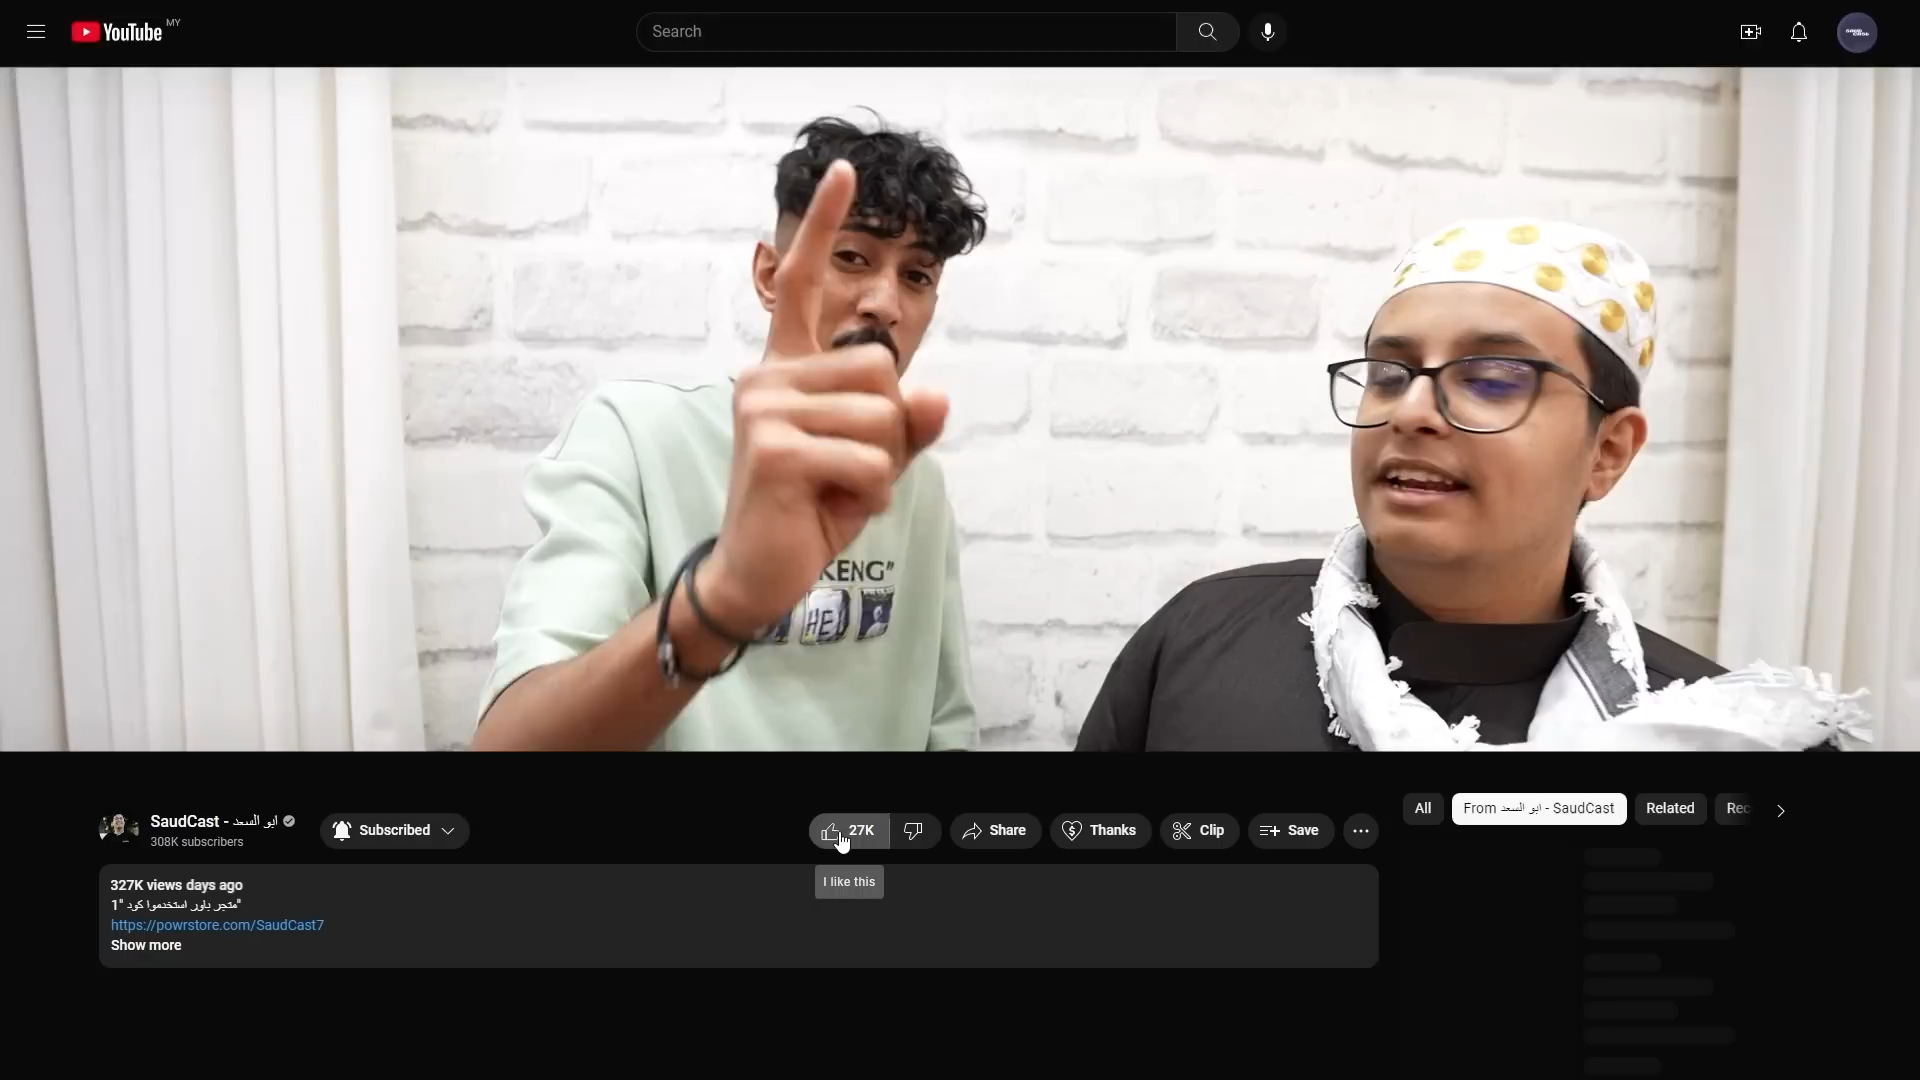 YouTube MY
Search
KENG"
HEL
SaudCast - ابو السعد
308K subscribers
Subscribed
27K
Share
Thanks
Clip
Save
I like this
All
From ابو السعد - SaudCast
Related
Rec
327K views days ago
متجر باور استخدموا كود "1"
https://powrstore.com/SaudCast7
Show more